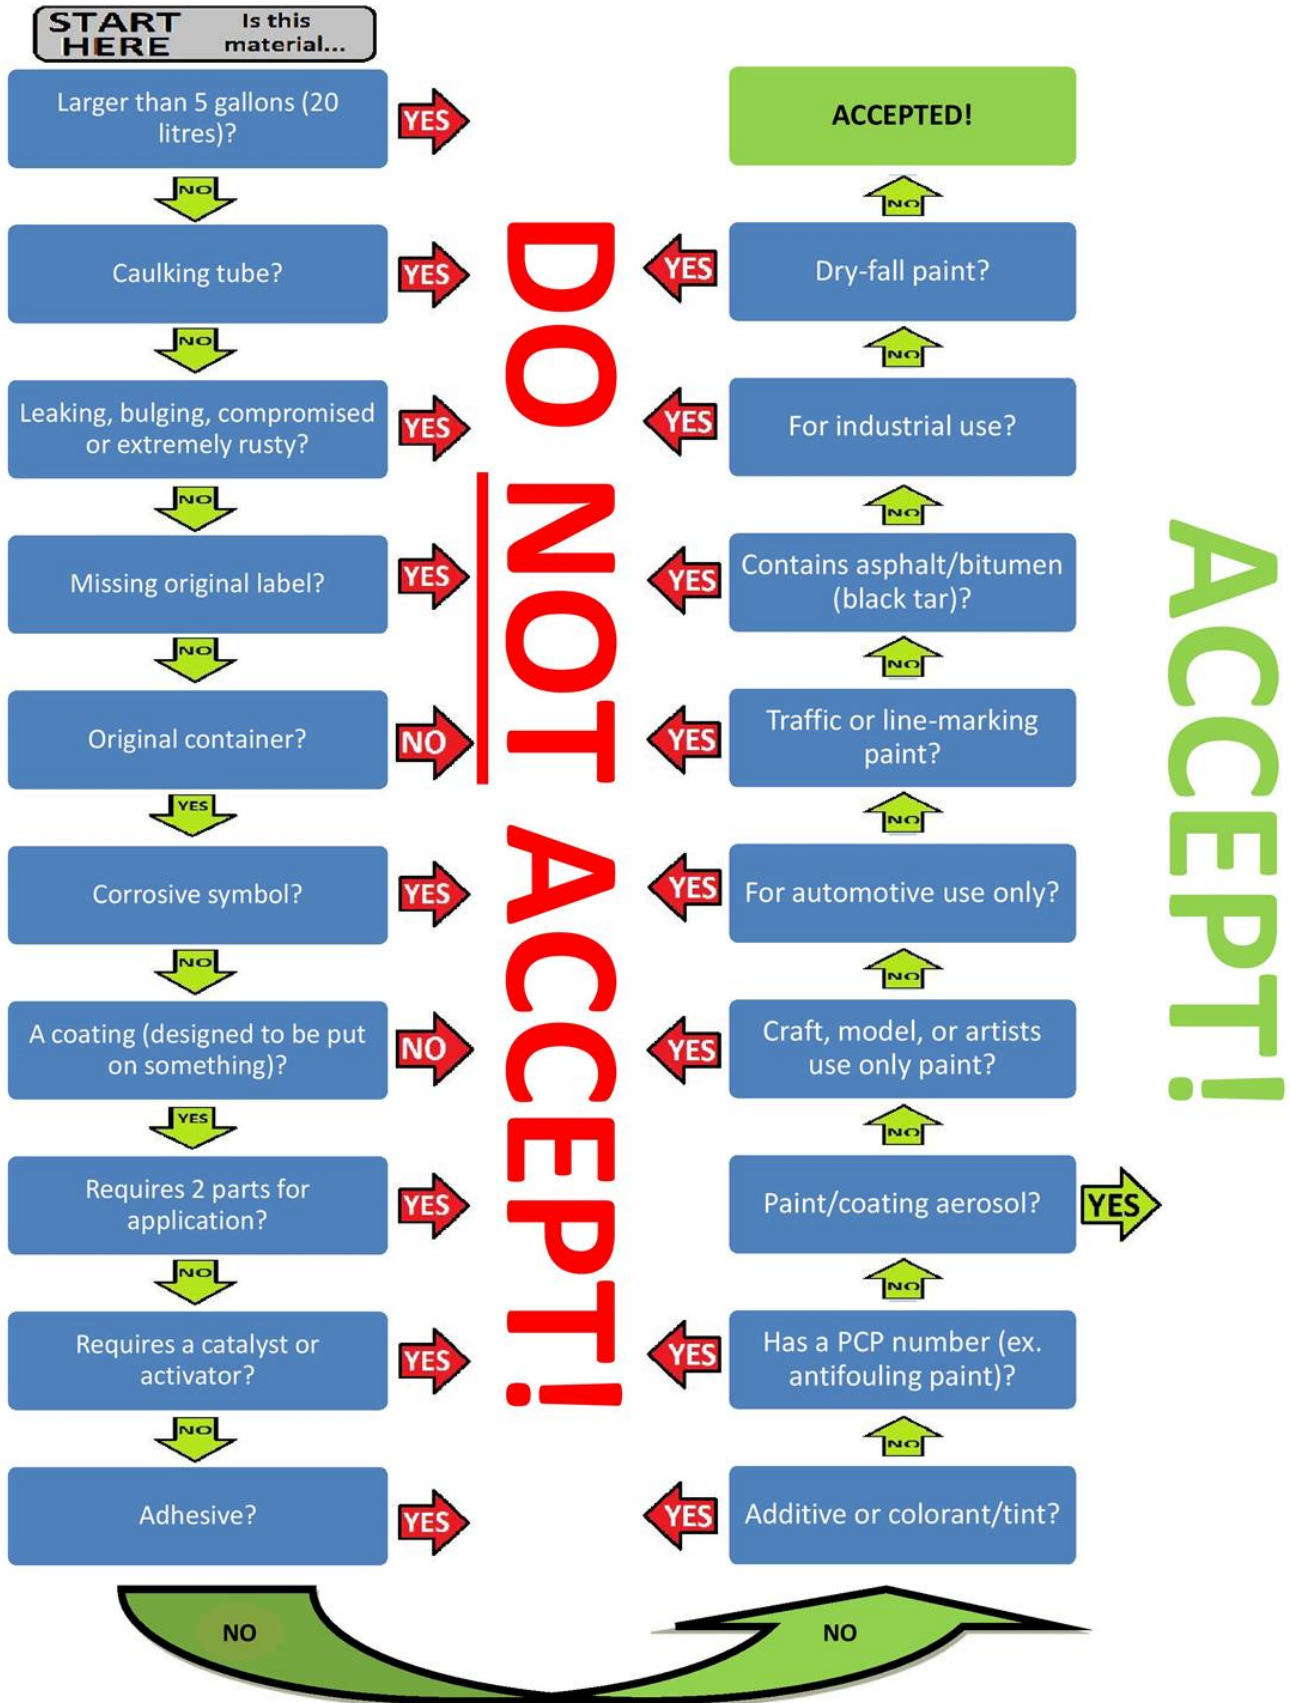 START HERE
Is this material...
Larger than 5 gallons (20
litres)?
YES
NO
Caulking tube?
YES
NO
Leaking, bulging, compromised
or extremely rusty?
YES
NO
Missing original label?
YES
NO
Original container?
NO
YES
Corrosive symbol?
YES
NO
A coating (designed to be put
on something)?
NO
YES
Requires 2 parts for
application?
YES
NO
Requires a catalyst or
activator?
YES
NO
Adhesive?
YES
NO
DO NOT ACCEPT!
NO
Additive or colorant/tint?
YES
NO
Has a PCP number (ex.
antifouling paint)?
YES
NO
Paint/coating aerosol?
YES
NO
Craft, model, or artists
use only paint?
YES
NO
For automotive use only?
YES
NO
Traffic or line-marking
paint?
YES
NO
Contains asphalt/bitumen
(black tar)?
YES
NO
For industrial use?
YES
NO
Dry-fall paint?
YES
NO
ACCEPTED!
ACCEPT!